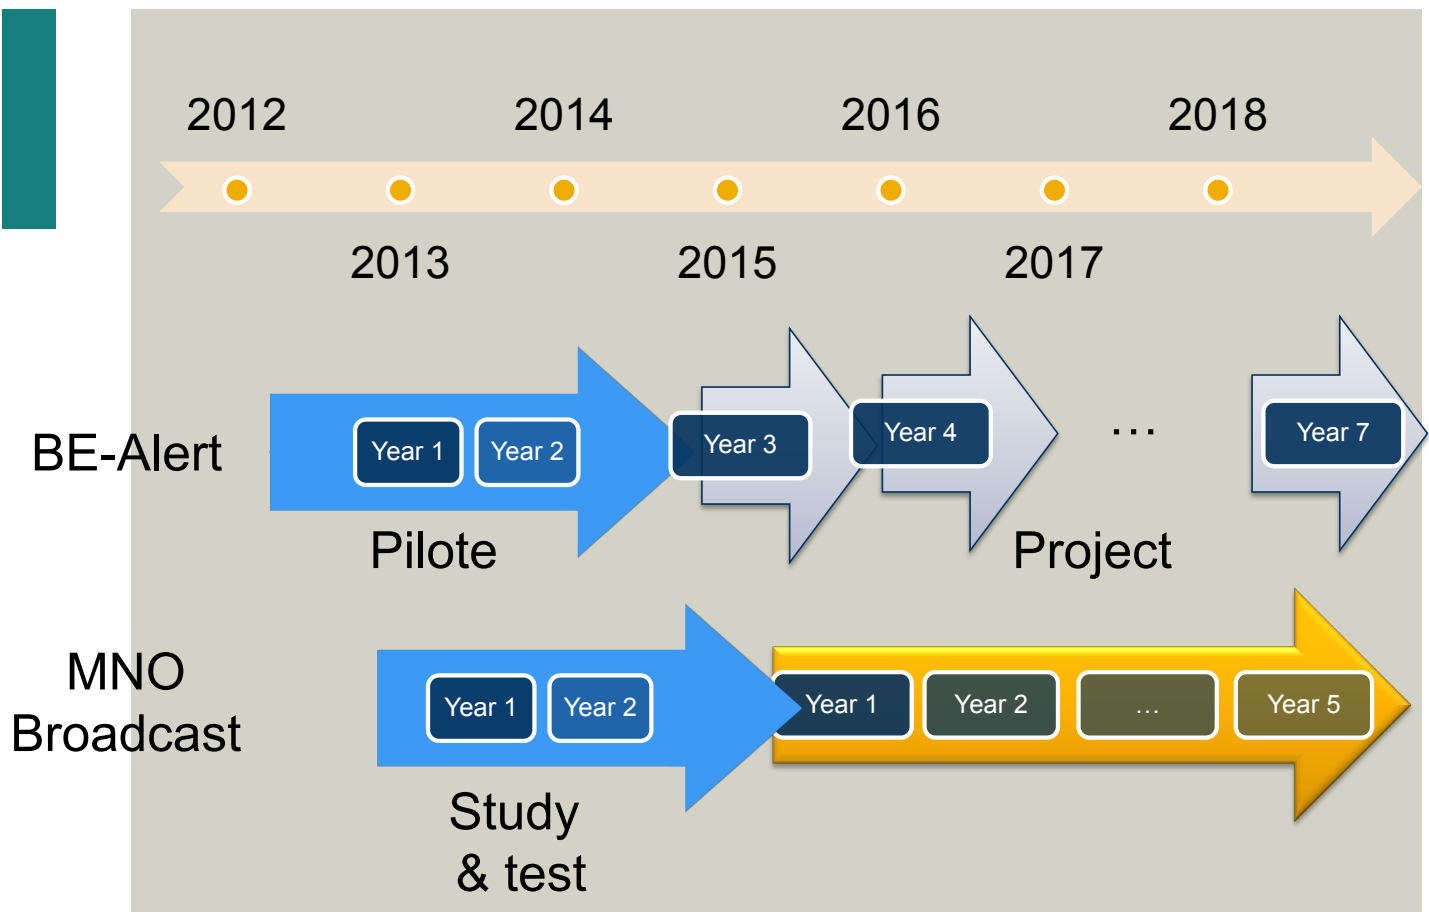 2012
2014
2016
2018
2013
2015
2017
BE-Alert
Year 1
Year 2
Year 3
Year 4
…
Year 7
Pilote
Project
MNO
Broadcast
Year 1
Year 2
Year 1
Year 2
…
Year 5
Study
& test